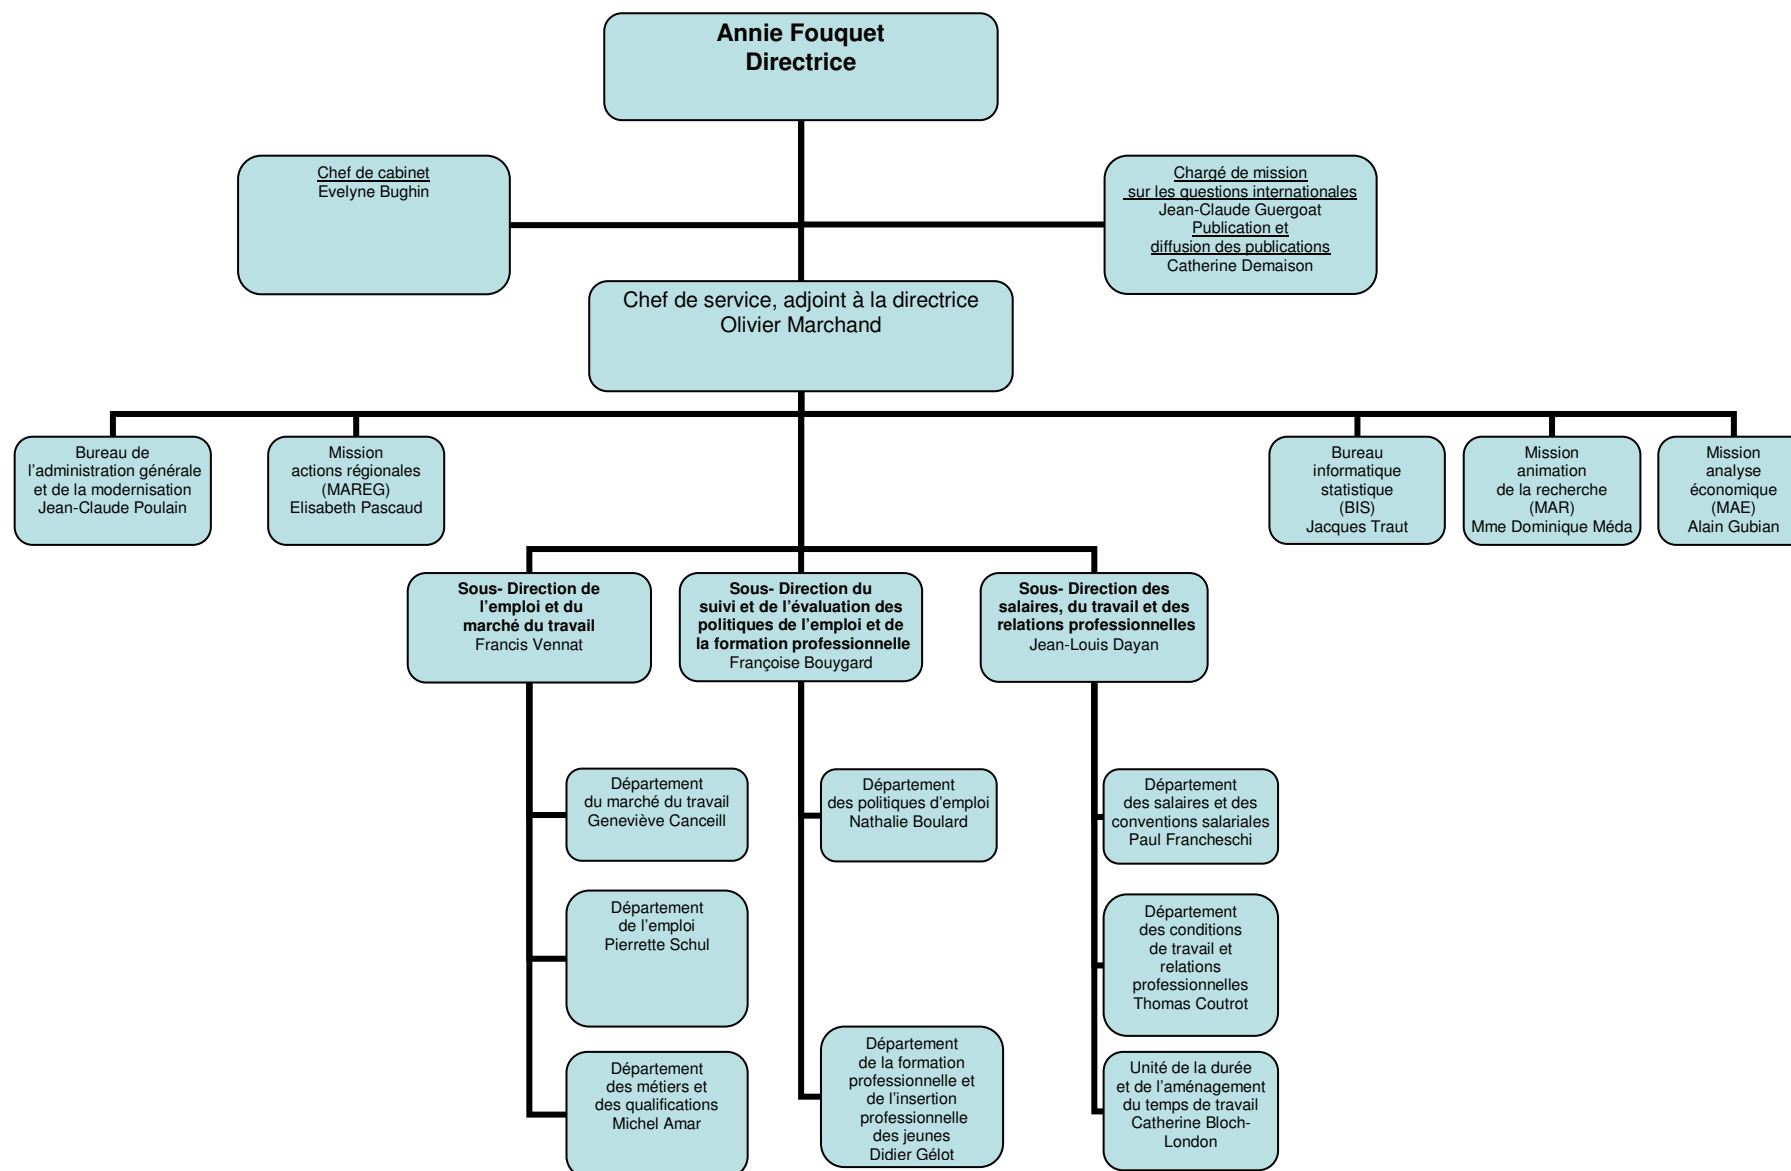 Annie Fouquet
Directrice
Chef de cabinet
Evelyne Bughin
Chargé de mission
sur les questions internationales
Jean-Claude Guergoat
Publication et
diffusion des publications
Catherine Demaison
Chef de service, adjoint à la directrice
Olivier Marchand
Bureau de
l’administration générale
et de la modernisation
Jean-Claude Poulain
Mission
actions régionales
(MAREG)
Elisabeth Pascaud
Bureau
informatique
statistique
(BIS)
Jacques Traut
Mission
animation
de la recherche
(MAR)
Mme Dominique Méda
Mission
analyse
économique
(MAE)
Alain Gubian
Sous- Direction de
l’emploi et du
marché du travail
Francis Vennat
Sous- Direction du
suivi et de l’évaluation des
politiques de l’emploi et de
la formation professionnelle
Françoise Bouygard
Sous- Direction des
salaires, du travail et des
relations professionnelles
Jean-Louis Dayan
Département
du marché du travail
Geneviève Canceill
Département
des politiques d’emploi
Nathalie Boulard
Département
des salaires et des
conventions salariales
Paul Francheschi
Département
de l’emploi
Pierrette Schul
Département
des conditions
de travail et
relations
professionnelles
Thomas Coutrot
Département
des métiers et
des qualifications
Michel Amar
Département
de la formation
professionnelle et
de l’insertion
professionnelle
des jeunes
Didier Gélot
Unité de la durée
et de l’aménagement
du temps de travail
Catherine Bloch-
London